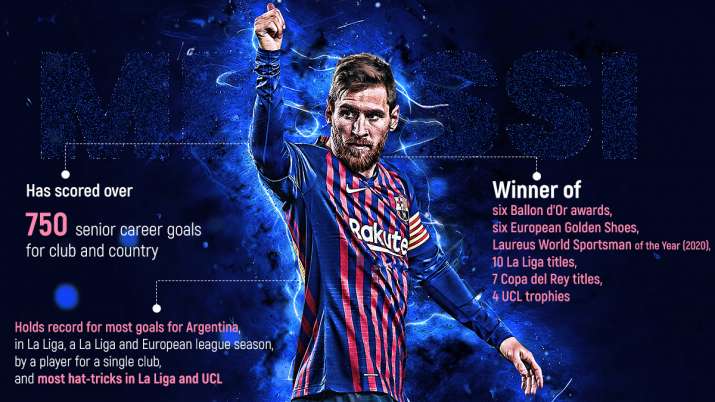 MESSI
Has scored over
750 senior career goals
for club and country
Winner of
six Ballon d'Or awards,
six European Golden Shoes,
Laureus World Sportsman of the Year (2020),
10 La Liga titles,
7 Copa del Rey titles,
4 UCL trophies
Rakuten
Holds record for most goals for Argentina,
in La Liga, a La Liga and European league season,
by a player for a single club,
and most hat-tricks in La Liga and UCL